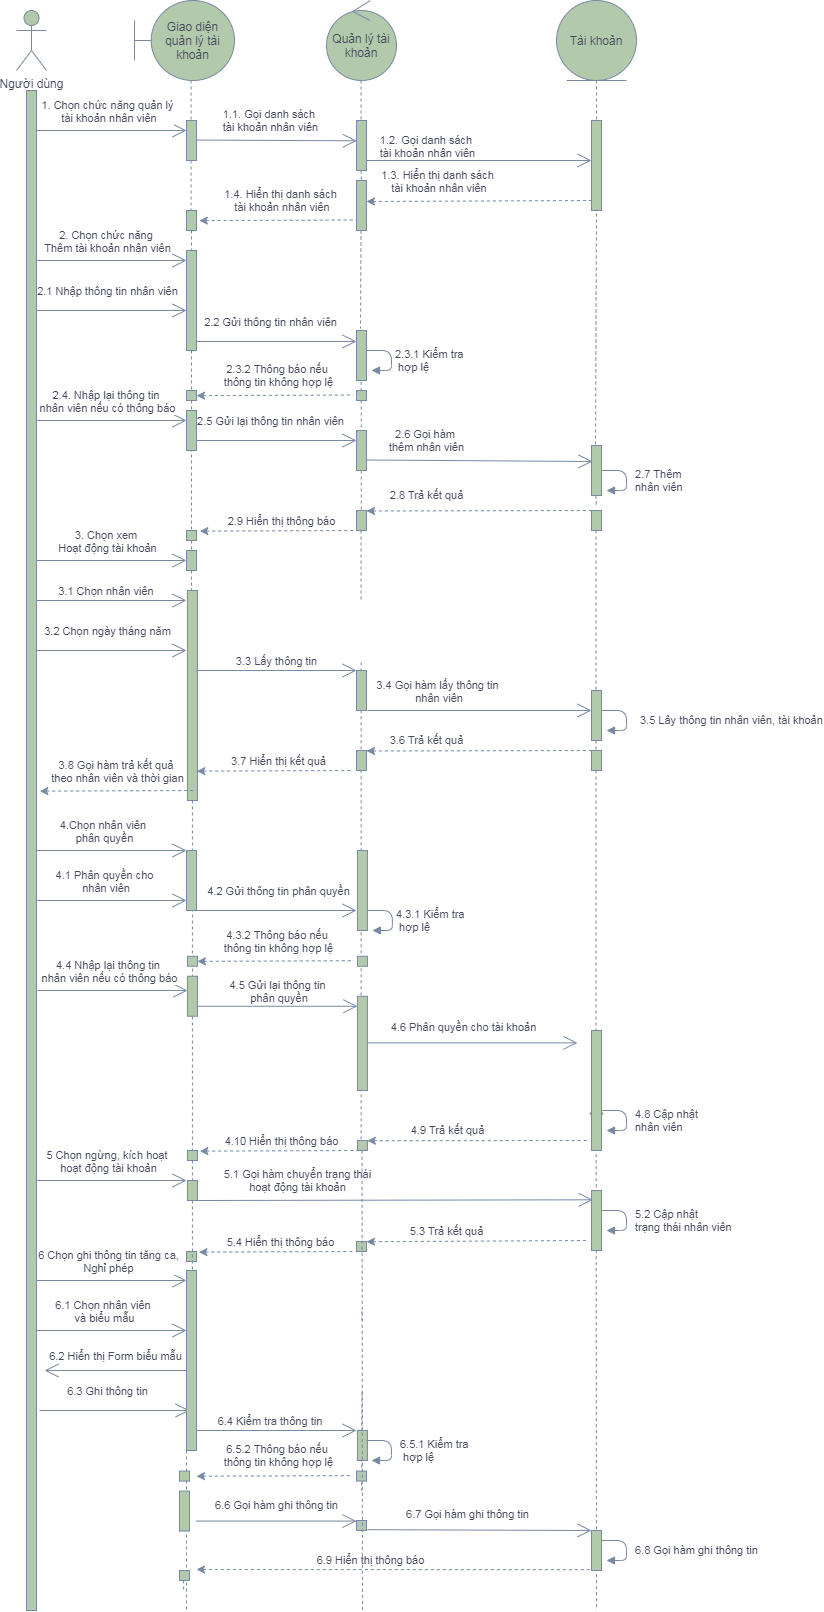 Giao diện
quản lý tái
khoản
Quản lý tái
khoản
Tài khoản
Người dùng
1. Chọn chức năng quản lý
tài khoản nhân viên
1.1. Gọi danh sách
tài khoản nhân viên
1.2. Gọi danh sách
tài khoản nhân viên
1.3. Hiển thị danh sách
tài khoản nhân viên
1.4. Hiển thị danh sách
tài khoản nhân viên
2. Chọn chức năng
Thêm tài khoản nhân viên
2.1 Nhập thông tin nhân viên
2.2 Gửi thông tin nhân viên
2.3.1 Kiểm tra
hợp lệ
2.3.2 Thông báo nếu
thông tin không hợp lệ
2.4. Nhập lại thông tin
nhân viên nếu có thông báo
2.5 Gửi lại thông tin nhân viên
2.6 Gọi hàm
thêm nhân viên
2.7 Thêm
nhân viên
2.8 Trả kết quả
2.9 Hiển thị thông báo
3. Chọn xem
Hoạt động tài khoản
3.1 Chọn nhân viên
3.2 Chọn ngày tháng năm
3.3 Lấy thông tin
3.4 Gọi hàm lấy thông tin
nhân viên
3.5 Lây thông tin nhân viên, tài khoản
3.6 Trả kết quả
3.7 Hiển thị kết quả
3.8 Gọi hàm trả kết quả
theo nhân viên và thời gian
4.Chọn nhân viên
phân quyền
4.1 Phân quyền cho
nhân viên
4.2 Gửi thông tin phân quyền
4.3.1 Kiểm tra
hợp lệ
4.3.2 Thông báo nếu
thông tin không hợp lệ
4.4 Nhập lại thông tin
nhân viên nếu có thông báo
4.5 Gửi lại thông tin
phân quyền
4.6 Phân quyền cho tài khoản
4.8 Cập nhật
nhân viên
4.9 Trả kết quả
4.10 Hiển thị thông báo
5 Chọn ngừng, kích hoạt
hoạt động tài khoản
5.1 Gọi hàm chuyển trạng thái
hoạt động tài khoản
5.2 Cập nhật
trạng thái nhân viên
5.3 Trả kết quả
5.4 Hiển thị thông báo
6 Chọn ghi thông tin tăng ca,
Nghỉ phép
6.1 Chọn nhân viên
và biểu mẫu
6.2 Hiển thị Form biểu mẫu
6.3 Ghi thông tin
6.4 Kiểm tra thông tin
6.5.1 Kiểm tra
hợp lệ
6.5.2 Thông báo nếu
thông tin không hợp lệ
6.6 Gọi hàm ghi thông tin
6.7 Gọi hàm ghi thông tin
6.8 Gọi hàm ghi thông tin
6.9 Hiển thị thông báo